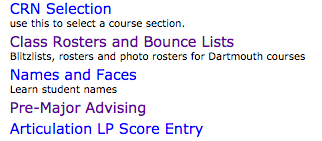 CRN Selection
use this to select a course section.
Class Rosters and Bounce Lists
Blitzlists, rosters and photo rosters for Dartmouth courses
Names and Faces
Learn student names
Pre-Major Advising
Articulation LP Score Entry